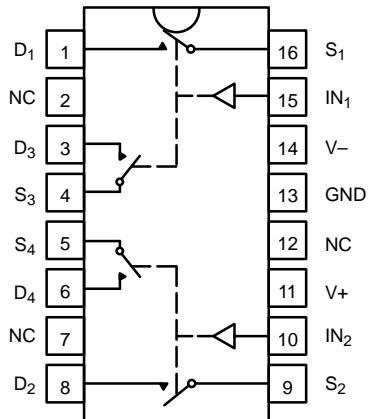 D1 1 16 S1
NC 2 15 IN1
D3 3 14 V–
S3 4 13 GND
S4 5 12 NC
D4 6 11 V+
NC 7 10 IN2
D2 8 9 S2